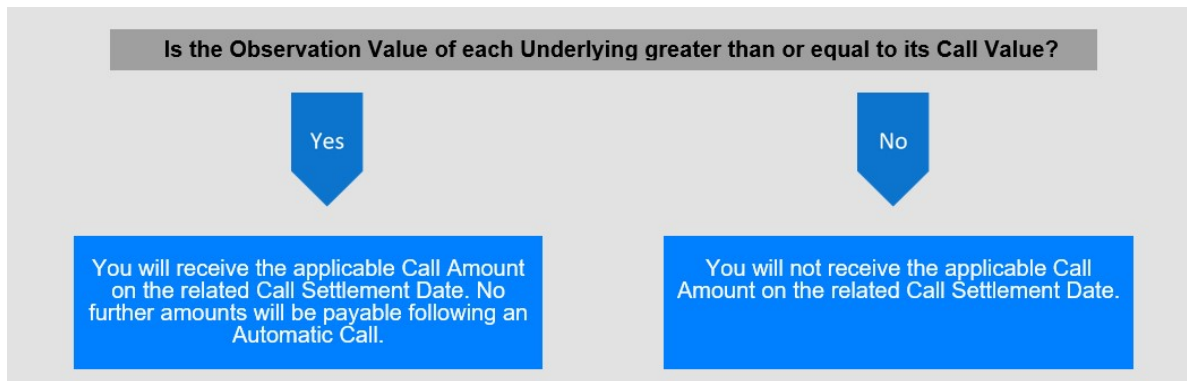 Is the Observation Value of each Underlying greater than or equal to its Call Value?
Yes
No
You will receive the applicable Call Amount
on the related Call Settlement Date. No
further amounts will be payable following an
Automatic Call.
You will not receive the applicable Call
Amount on the related Call Settlement Date.